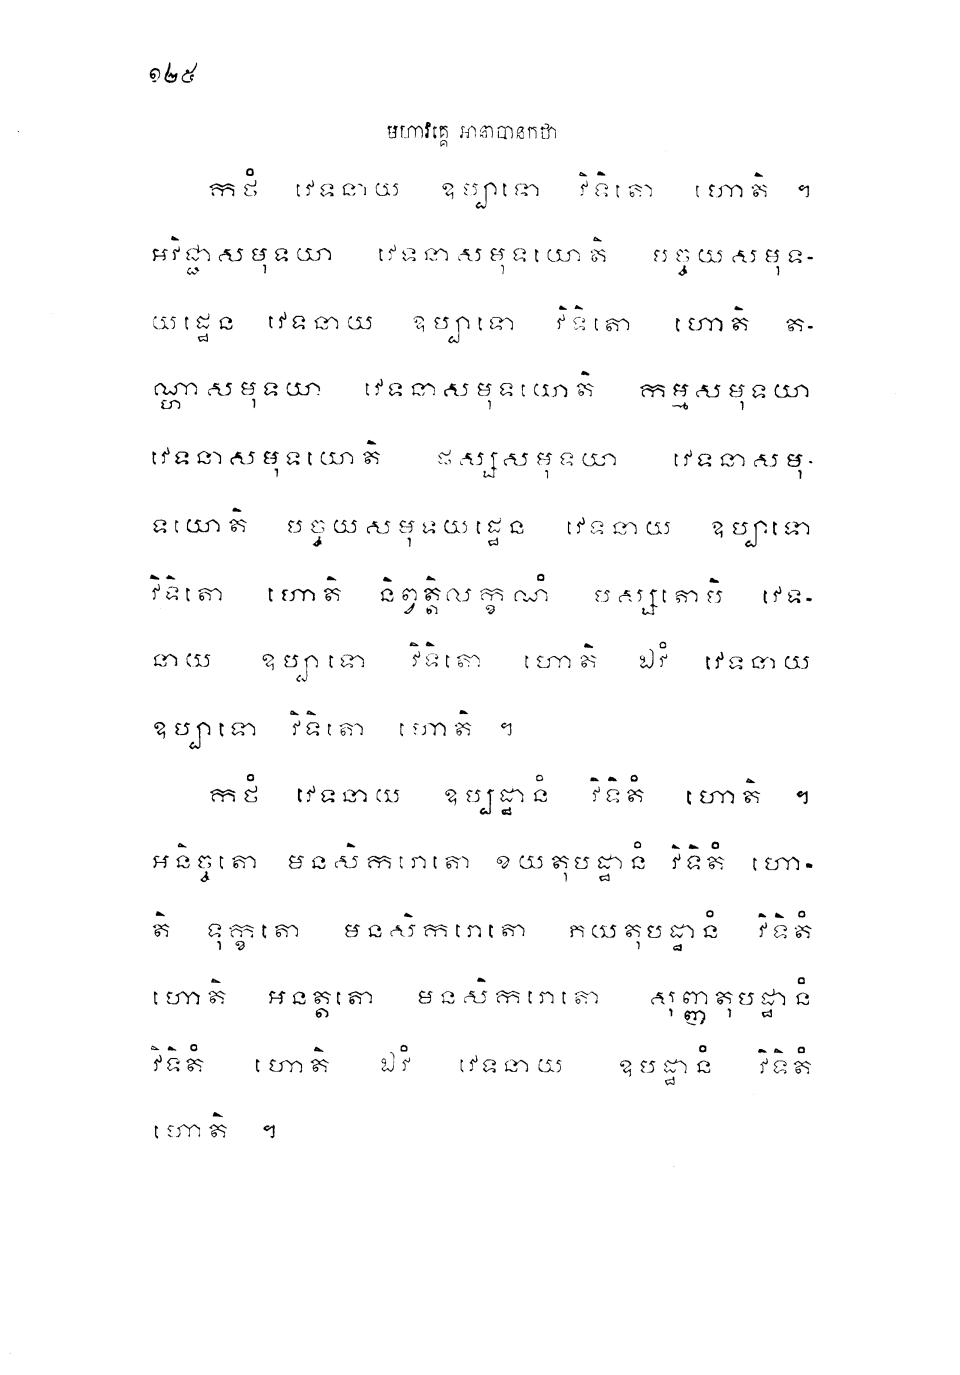 ១២៥
មហាវគ្គេ អានាបានកថា
កថំ វេទនាយ ឧប្បាទោ វិទិតោ ហោតិ ។
អវិជ្ជាសមុទយា វេទនាសមុទយោតិ បច្ចយសមុទ-
យដ្ឋេន វេទនាយ ឧប្បាទោ វិទិតោ ហោតិ ត-
ណ្ហាសមុទយា វេទនាសមុទយោតិ កម្មសមុទយា
វេទនាសមុទយោតិ ផស្សសមុទយា វេទនាសមុ-
ទយោតិ បច្ចយសមុទយដ្ឋេន វេទនាយ ឧប្បាទោ
វិទិតោ ហោតិ និព្វត្តិលក្ខណំ បស្សតោបិ វេទ-
នាយ ឧប្បាទោ វិទិតោ ហោតិ ឯវំ វេទនាយ
ឧប្បាទោ វិទិតោ ហោតិ ។
កថំ វេទនាយ ឧប្បដ្ឋានំ វិទិតំ ហោតិ ។
អនិច្ចតោ មនសិករោតោ ខយតុបដ្ឋានំ វិទិតំ ហោ-
តិ ទុក្ខតោ មនសិករោតោ ភយតុបដ្ឋានំ វិទិតំ
ហោតិ អនត្តតោ មនសិករោតោ សុញ្ញតុបដ្ឋានំ
វិទិតំ ហោតិ ឯវំ វេទនាយ ឧបដ្ឋានំ វិទិតំ
ហោតិ ។